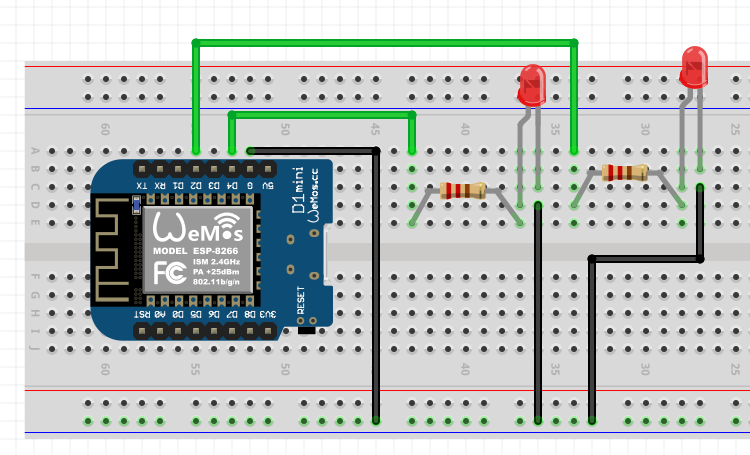 60 55 50 45 40 35 30 25
A
B
C
D
E
TX RX D1 D2 D3 D4 G 5V
D1 mini
WeMos.cc
WeMos
MODEL ESP-8266
FC
ISM 2.4GHz
PA +25dBm
802.11b/g/n
RESET
RST A0 D0 D5 D6 D7 D8 3V3
F
G
H
I
J
60 55 50 45 40 35 30 25